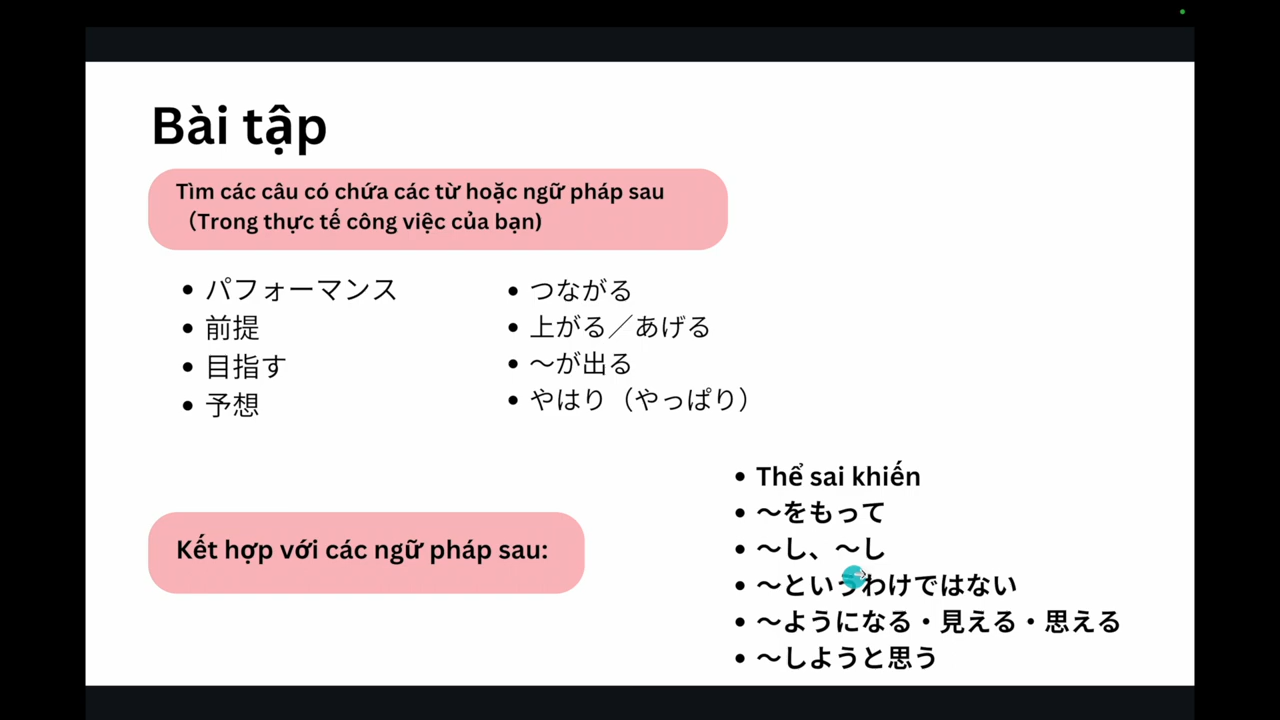 Bài tập
Tìm các câu có chứa các từ hoặc ngữ pháp sau
（Trong thực tế công việc của bạn)
• パフォーマンス
• 前提
• 目指す
• 予想
• つながる
• 上がる／あげる
• 〜が出る
• やはり（やっぱり）
Kết hợp với các ngữ pháp sau:
• Thể sai khiến
• 〜をもって
• 〜し、〜し
• 〜というわけではない
• 〜ようになる・見える・思える
• 〜しようと思う